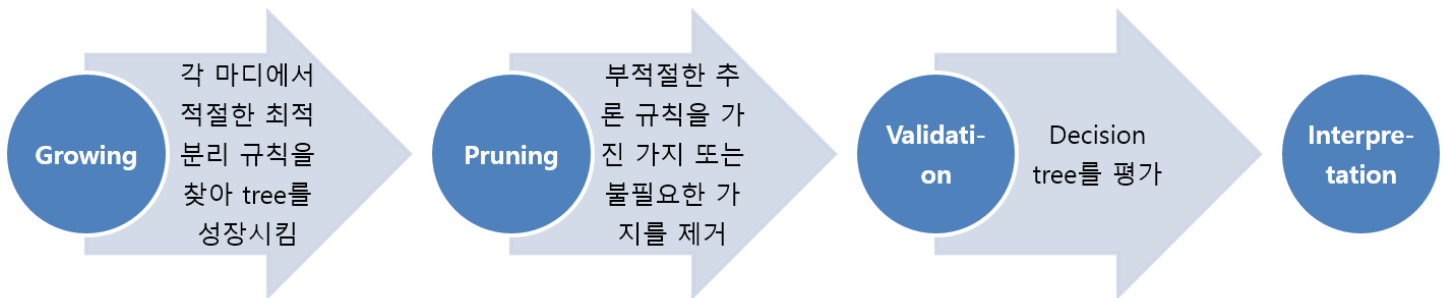 Growing
각 마디에서
적절한 최적
분리 규칙을
찾아 tree를
성장시킴
Pruning
부적절한 추
론 규칙을 가
진 가지 또는
불필요한 가
지를 제거
Validati-
on
Decision
tree를 평가
Interpre-
tation